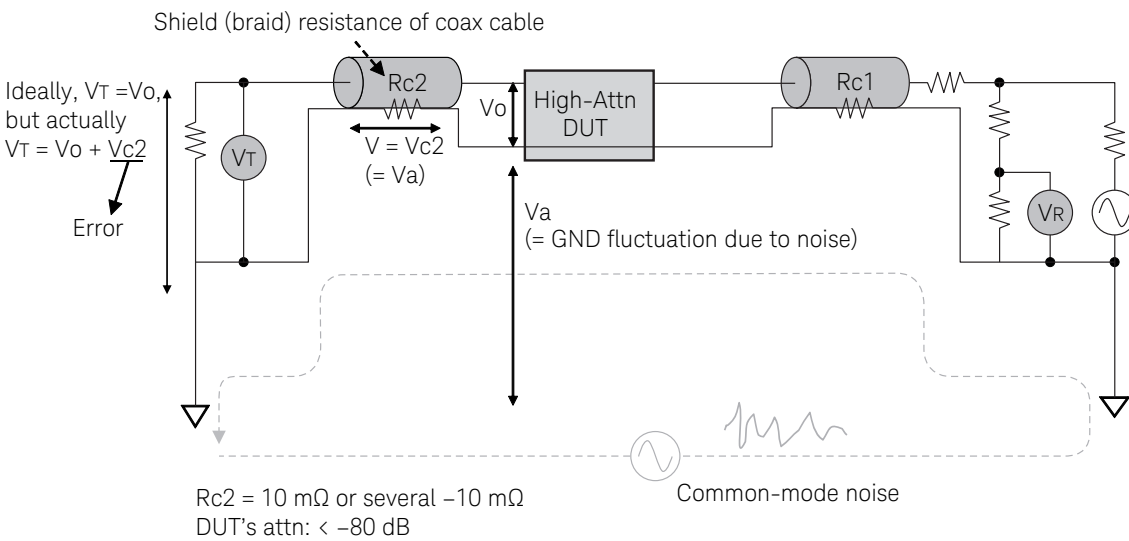 Shield (braid) resistance of coax cable
Ideally, VT =Vo,
but actually
VT = Vo + Vc2
Error
VT
Rc2
V = Vc2
(= Va)
Vo
High-Attn
DUT
Va
(= GND fluctuation due to noise)
Rc1
VR
Common-mode noise
Rc2 = 10 mΩ or several –10 mΩ
DUT's attn: < –80 dB